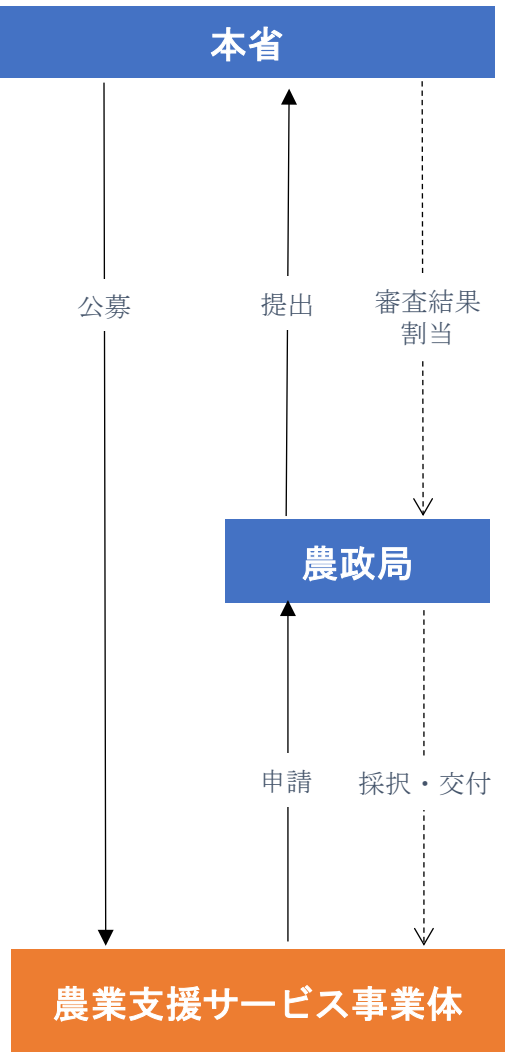 本省
公募
提出
審査結果
割当
農政局
申請
採択・交付
農業支援サービス事業体